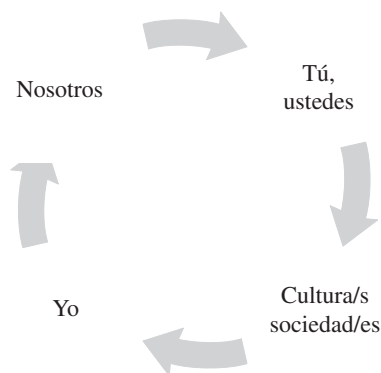 Nosotros
Tú,
ustedes
Yo
Cultura/s
sociedad/es